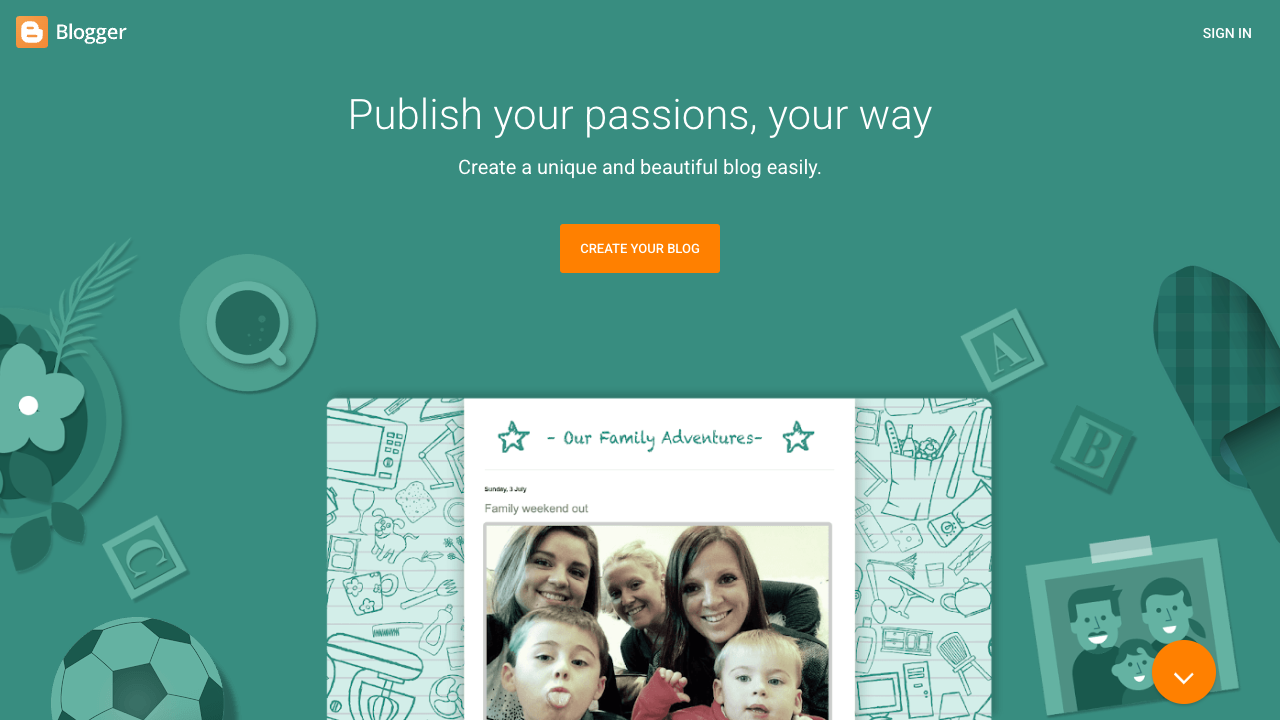 Blogger
SIGN IN
Publish your passions, your way
Create a unique and beautiful blog easily.
CREATE YOUR BLOG
A
- Our Family Adventures-
B
Sunday, 3 July
Family weekend out
C